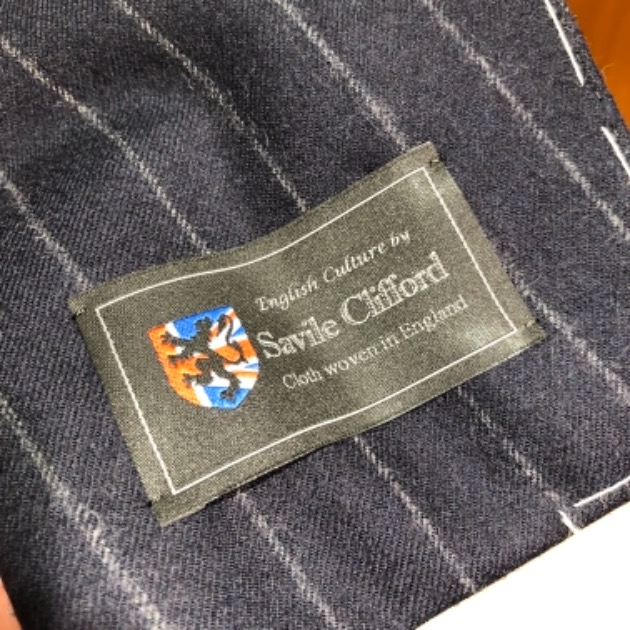 English Culture by
Savile Clifford
Cloth woven in England